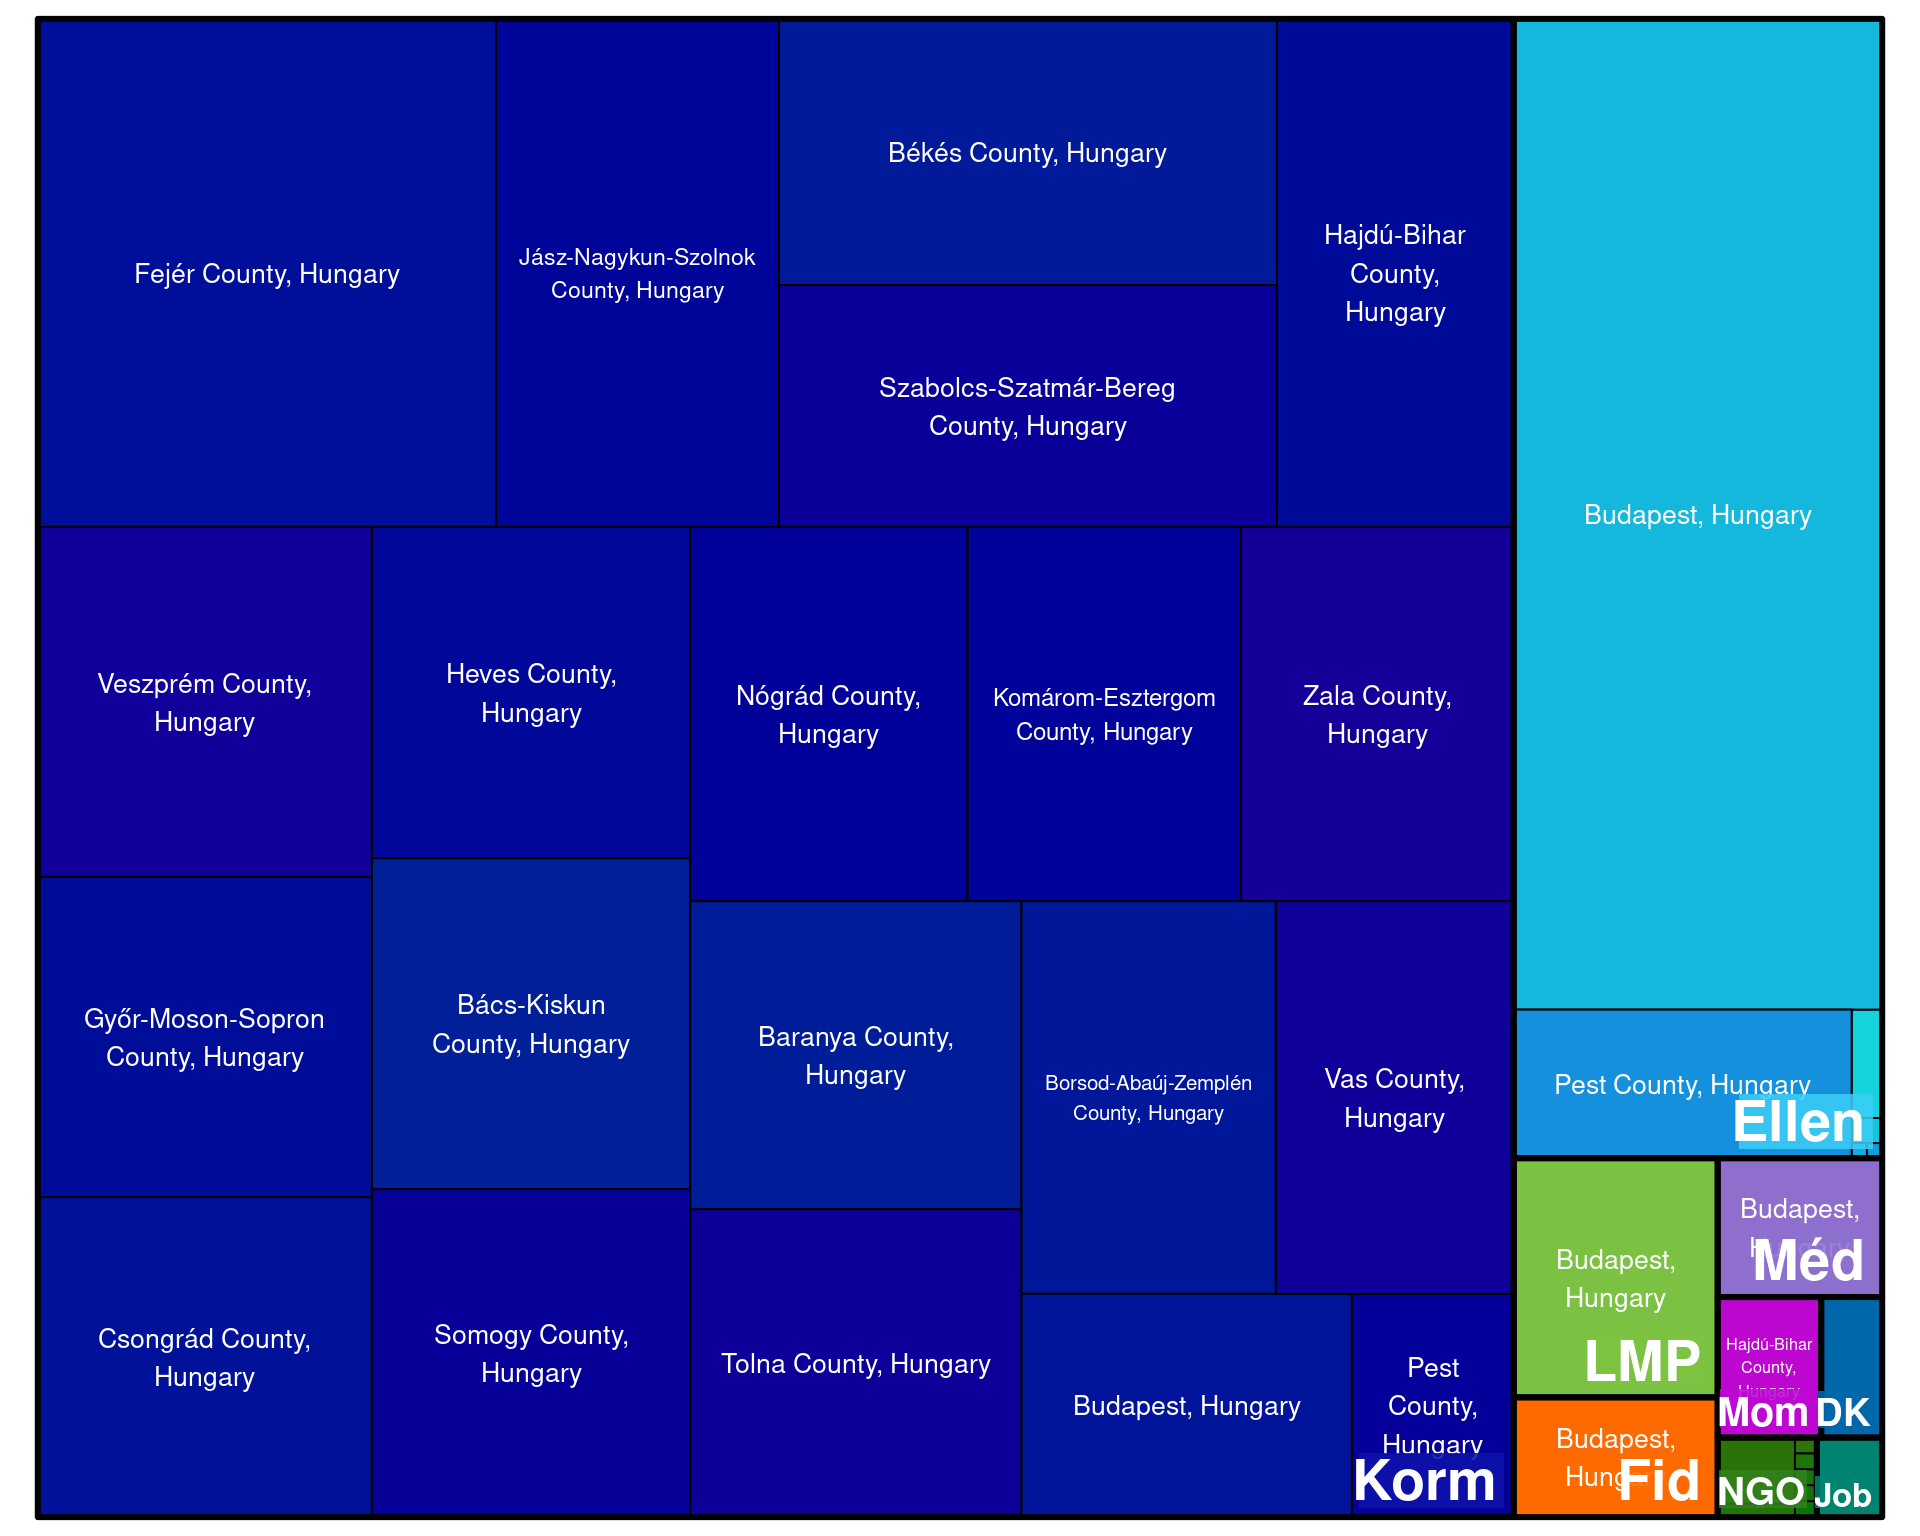 Fejér County, Hungary
Jász-Nagykun-Szolnok
County, Hungary
Békés County, Hungary
Szabolcs-Szatmár-Bereg
County, Hungary
Hajdú-Bihar
County,
Hungary
Veszprém County,
Hungary
Heves County,
Hungary
Nógrád County,
Hungary
Komárom-Esztergom
County, Hungary
Zala County,
Hungary
Győr-Moson-Sopron
County, Hungary
Bács-Kiskun
County, Hungary
Baranya County,
Hungary
Borsod-Abaúj-Zemplén
County, Hungary
Vas County,
Hungary
Csongrád County,
Hungary
Somogy County,
Hungary
Tolna County, Hungary
Budapest, Hungary
Pest
County,
Hungary
Korm
Budapest, Hungary
Pest County, Hungary
Ellen
Budapest,
Hungary
LMP
Budapest,
Méd
Budapest,
Hungary
Fid
Hajdú-Bihar
County,
Hungary
Mom
DK
NGO
Job